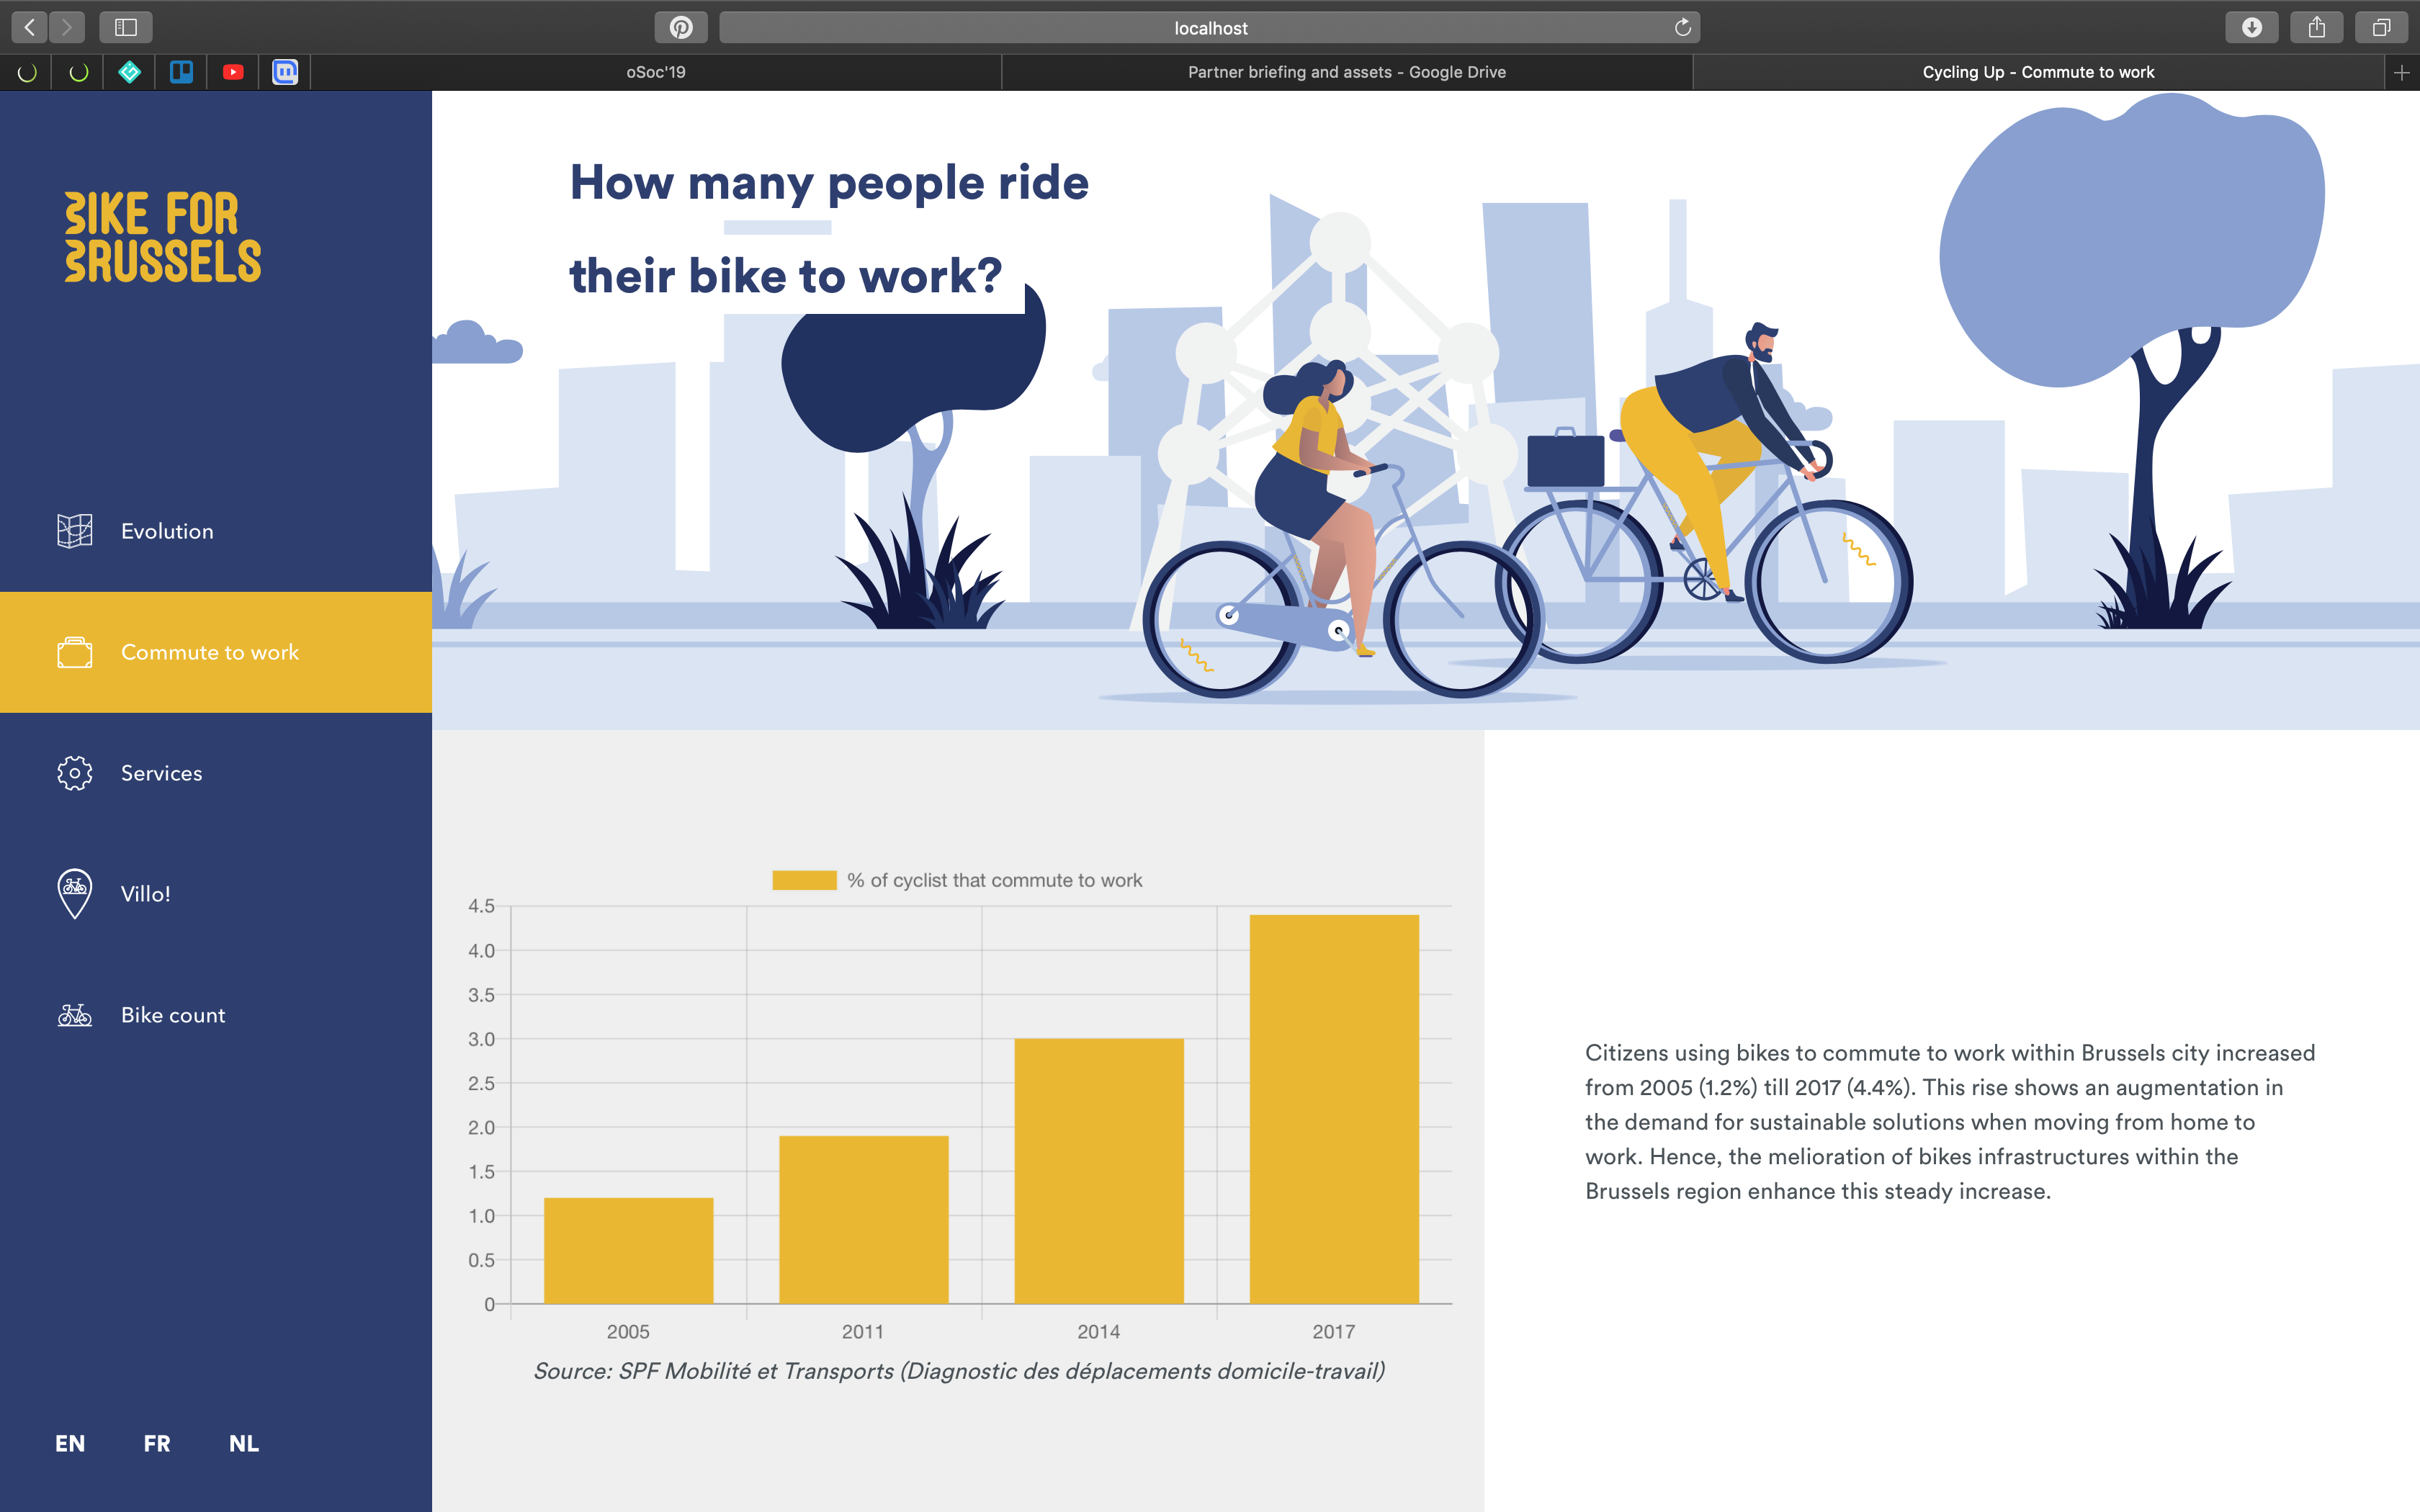 localhost
oSoc'19
Partner briefing and assets - Google Drive
Cycling Up - Commute to work
BIKE FOR
BRUSSELS
Evolution
Commute to work
Services
Villo!
Bike count
EN FR NL
How many people ride
their bike to work?
% of cyclist that commute to work
4.5
4.0
3.5
3.0
2.5
2.0
1.5
1.0
0.5
0
2005 2011 2014 2017
Source: SPF Mobilité et Transports (Diagnostic des déplacements domicile-travail)
Citizens using bikes to commute to work within Brussels city increased
from 2005 (1.2%) till 2017 (4.4%). This rise shows an augmentation in
the demand for sustainable solutions when moving from home to
work. Hence, the melioration of bikes infrastructures within the
Brussels region enhance this steady increase.